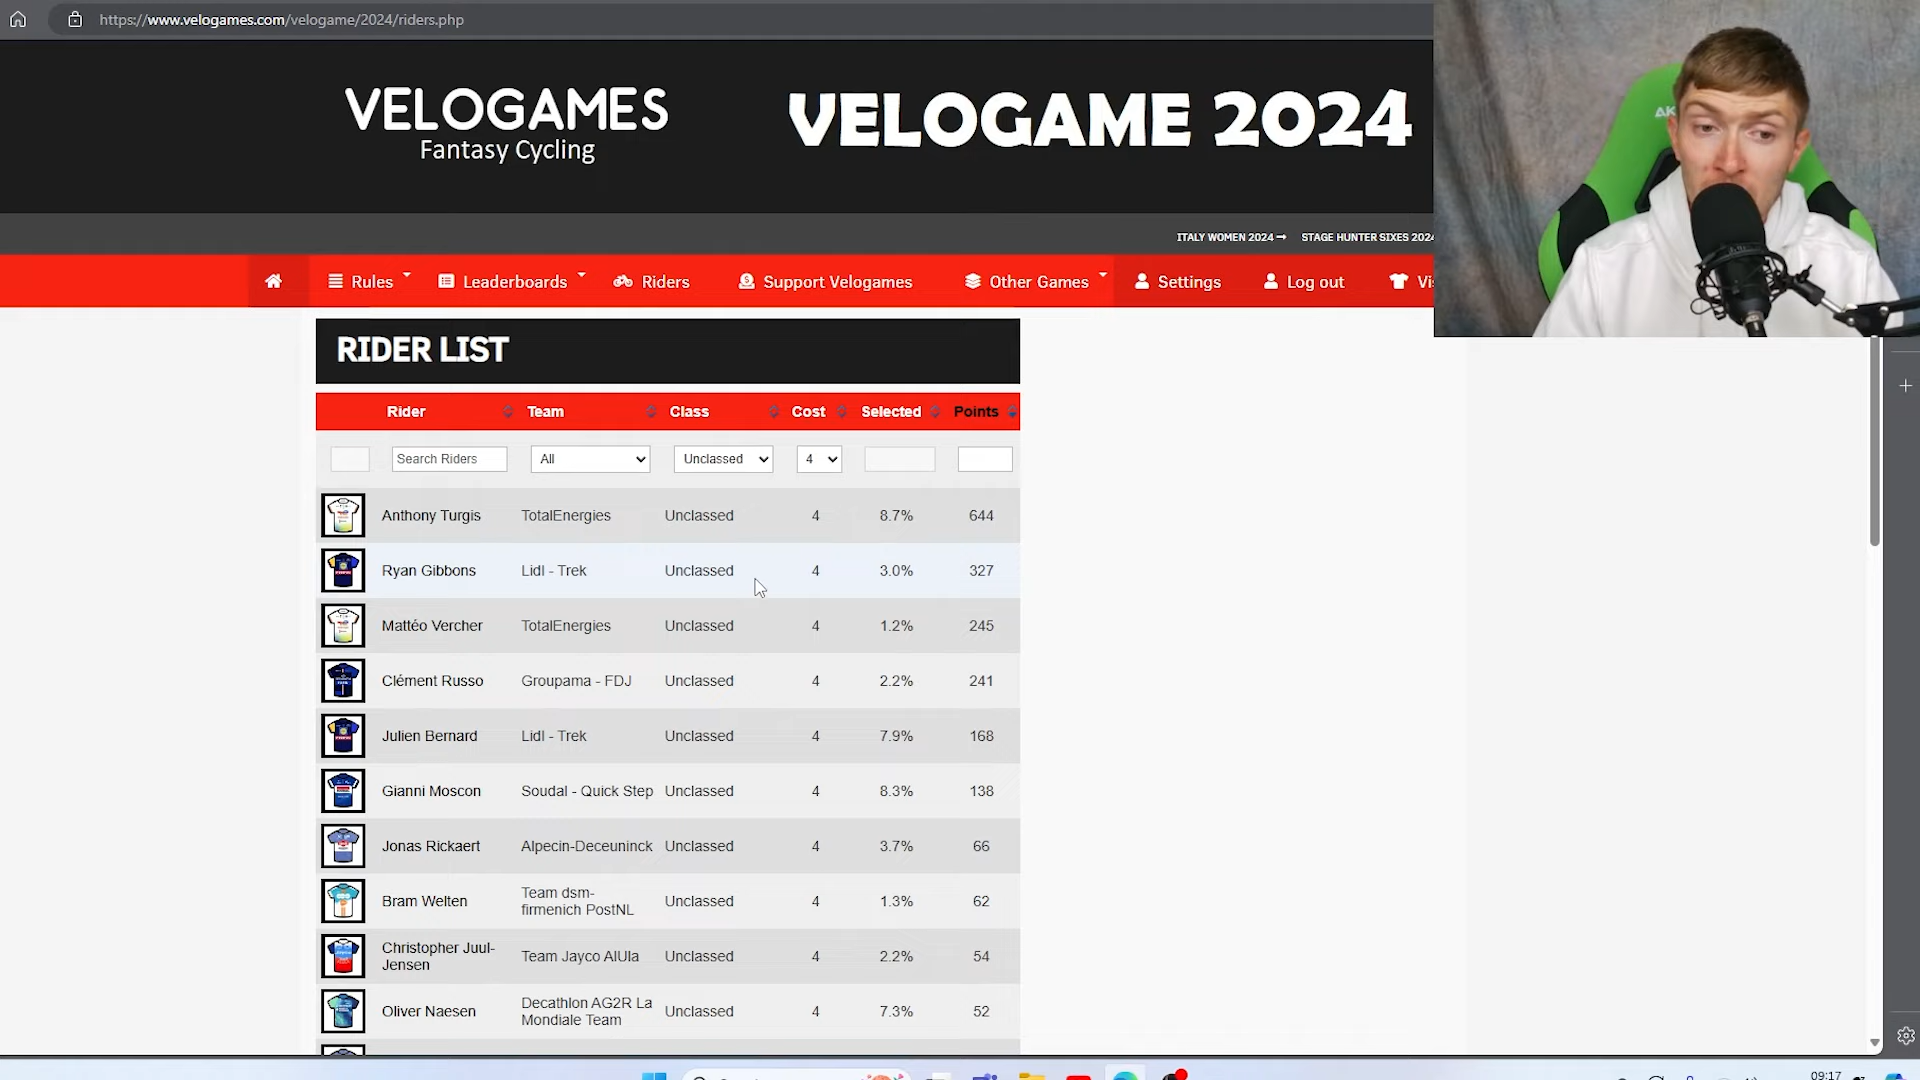 https://www.velogames.com/velogame/2024/riders.php
VELOGAMES
Fantasy Cycling
VELOGAME 2024
ITALY WOMEN 2024 STAGE HUNTER SIXES 2024
Rules Leaderboards Riders Support Velogames Other Games Settings Log out
RIDER LIST
Rider Team Class Cost Selected Points
Search Riders All Unclassed 4
Anthony Turgis TotalEnergies Unclassed 4 8.7% 644
Ryan Gibbons Lidl - Trek Unclassed 4 3.0% 327
Mattéo Vercher TotalEnergies Unclassed 4 1.2% 245
Clément Russo Groupama - FDJ Unclassed 4 2.2% 241
Julien Bernard Lidl - Trek Unclassed 4 7.9% 168
Gianni Moscon Soudal - Quick Step Unclassed 4 8.3% 138
Jonas Rickaert Alpecin-Deceuninck Unclassed 4 3.7% 66
Bram Welten Team dsm-
firmenich PostNL Unclassed 4 1.3% 62
Christopher Juul-
Jensen Team Jayco AlUla Unclassed 4 2.2% 54
Oliver Naesen Decathlon AG2R La
Mondiale Team Unclassed 4 7.3% 52
09:17